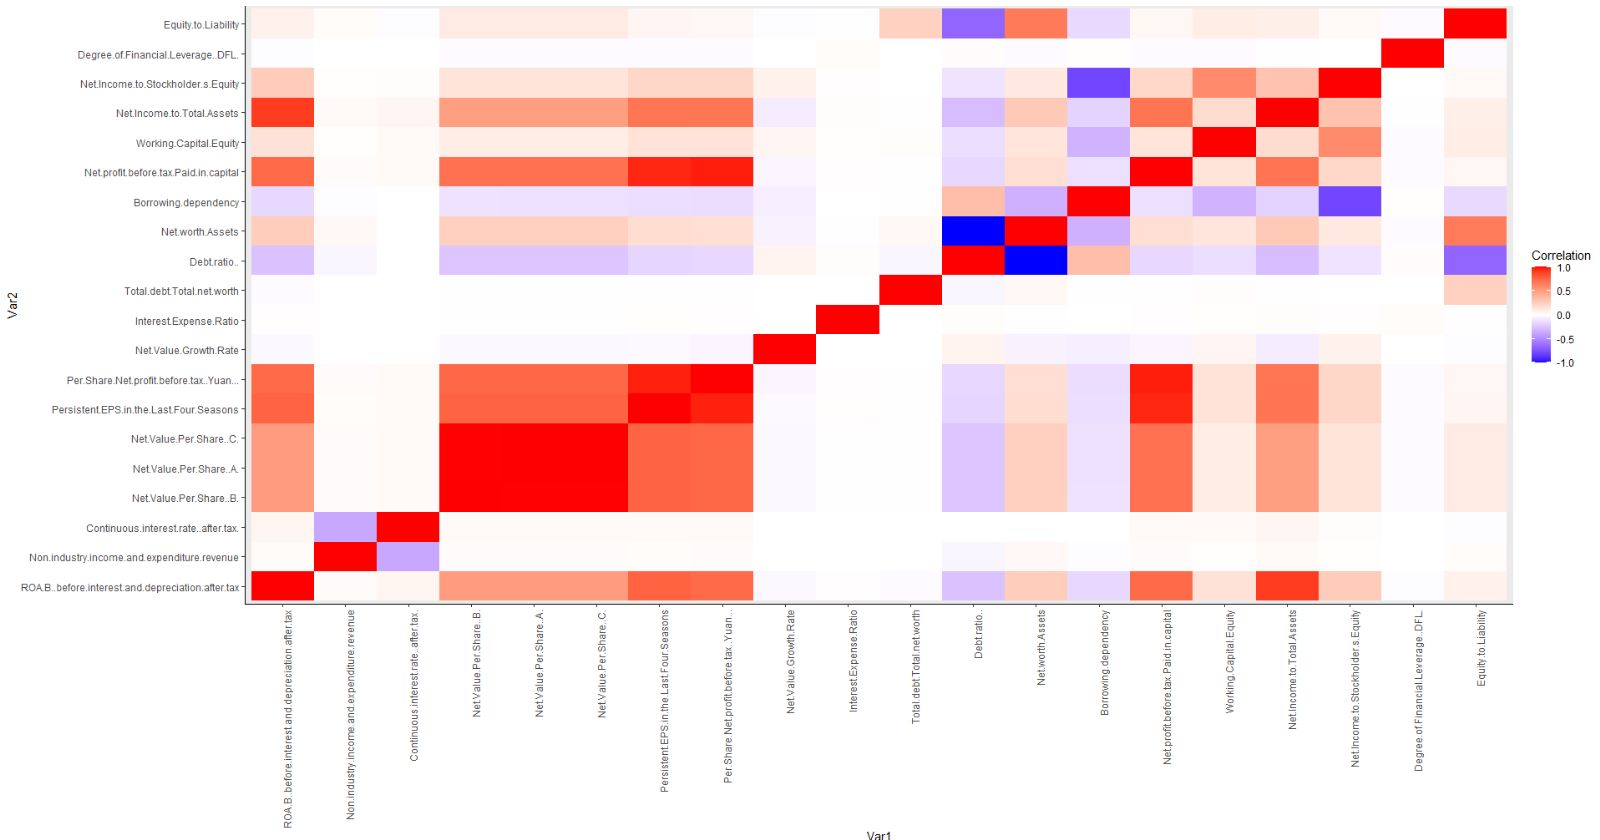 Equity.to.Liability
Degree.of.Financial.Leverage..DFL.
Net.Income.to.Stockholder.s.Equity
Net.Income.to.Total.Assets
Working.Capital.Equity
Net.profit.before.tax.Paid.in.capital
Borrowing.dependency
Net.worth.Assets
Debt.ratio..
Total.debt.Total.net.worth
Interest.Expense.Ratio
Net.Value.Growth.Rate
Per.Share.Net.profit.before.tax..Yuan...
Persistent.EPS.in.the.Last.Four.Seasons
Net.Value.Per.Share..C.
Net.Value.Per.Share..A.
Net.Value.Per.Share..B.
Continuous.interest.rate..after.tax.
Non.industry.income.and.expenditure.revenue
ROA.B..before.interest.and.depreciation.after.tax
Var2
ROA.B..before.interest.and.depreciation.after.tax
Non.industry.income.and.expenditure.revenue
Continuous.interest.rate..after.tax.
Net.Value.Per.Share..B.
Net.Value.Per.Share..A.
Net.Value.Per.Share..C.
Persistent.EPS.in.the.Last.Four.Seasons
Per.Share.Net.profit.before.tax..Yuan...
Net.Value.Growth.Rate
Interest.Expense.Ratio
Total.debt.Total.net.worth
Debt.ratio..
Net.worth.Assets
Borrowing.dependency
Net.profit.before.tax.Paid.in.capital
Working.Capital.Equity
Net.Income.to.Total.Assets
Net.Income.to.Stockholder.s.Equity
Degree.of.Financial.Leverage..DFL.
Equity.to.Liability
Var1
Correlation
1.0
0.5
0.0
-0.5
-1.0